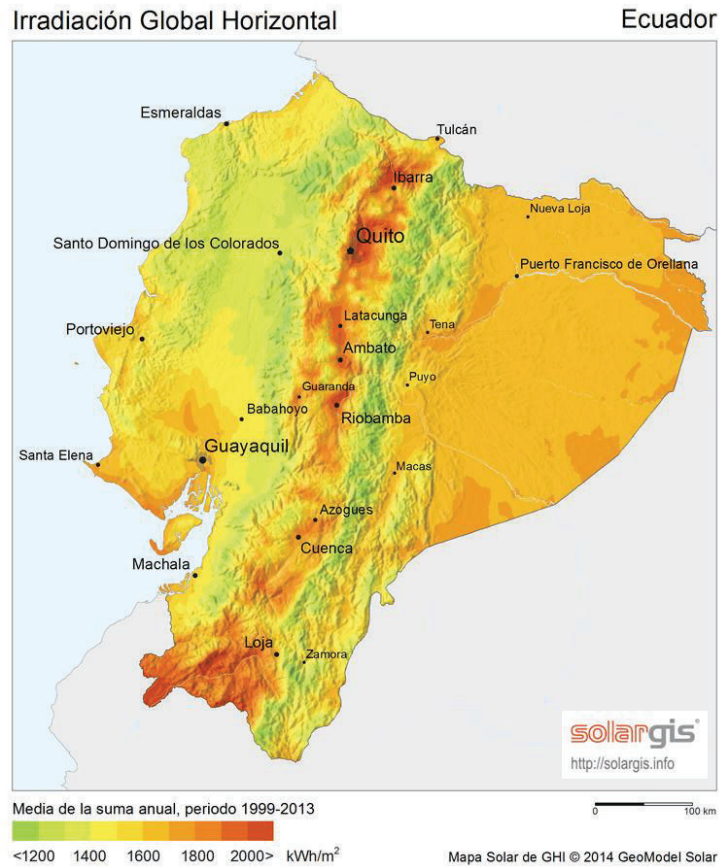 Irradiación Global Horizontal
Ecuador
Esmeraldas
Tulcán
Ibarra
Nueva Loja
Quito
Santo Domingo de los Colorados
Puerto Francisco de Orellana
Latacunga
Tena
Portoviejo
Ambato
Puyo
Guaranda
Babahoyo
Riobamba
Guayaquil
Santa Elena
Macas
Azogues
Cuenca
Machala
Loja
Zamora
solargis
http://solargis.info
Media de la suma anual, periodo 1999-2013
0 100 km
<1200 1400 1600 1800 2000> kWh/m²
Mapa Solar de GHI © 2014 GeoModel Solar